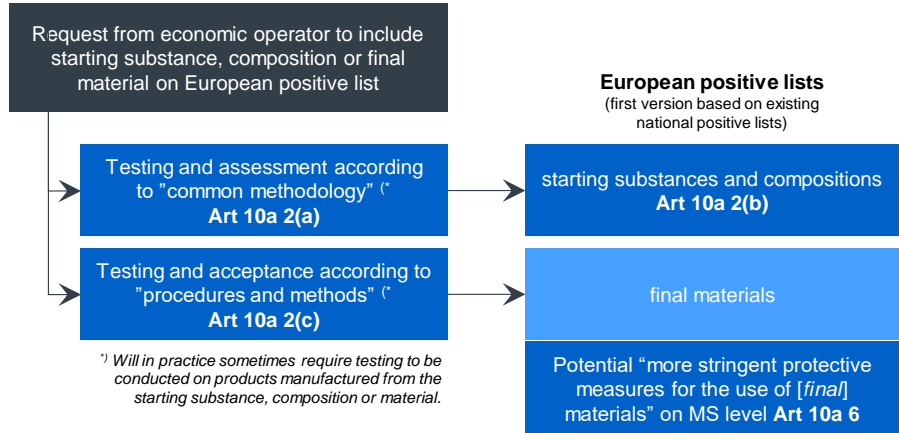 Request from economic operator to include
starting substance, composition or final
material on European positive list
European positive lists
(first version based on existing
national positive lists)
Testing and assessment according
to ”common methodology” (*
Art 10a 2(a)
starting substances and compositions
Art 10a 2(b)
Testing and acceptance according to
”procedures and methods” (*
Art 10a 2(c)
final materials
*) Will in practice sometimes require testing to be
conducted on products manufactured from the
starting substance, composition or material.
Potential “more stringent protective
measures for the use of [final]
materials” on MS level Art 10a 6